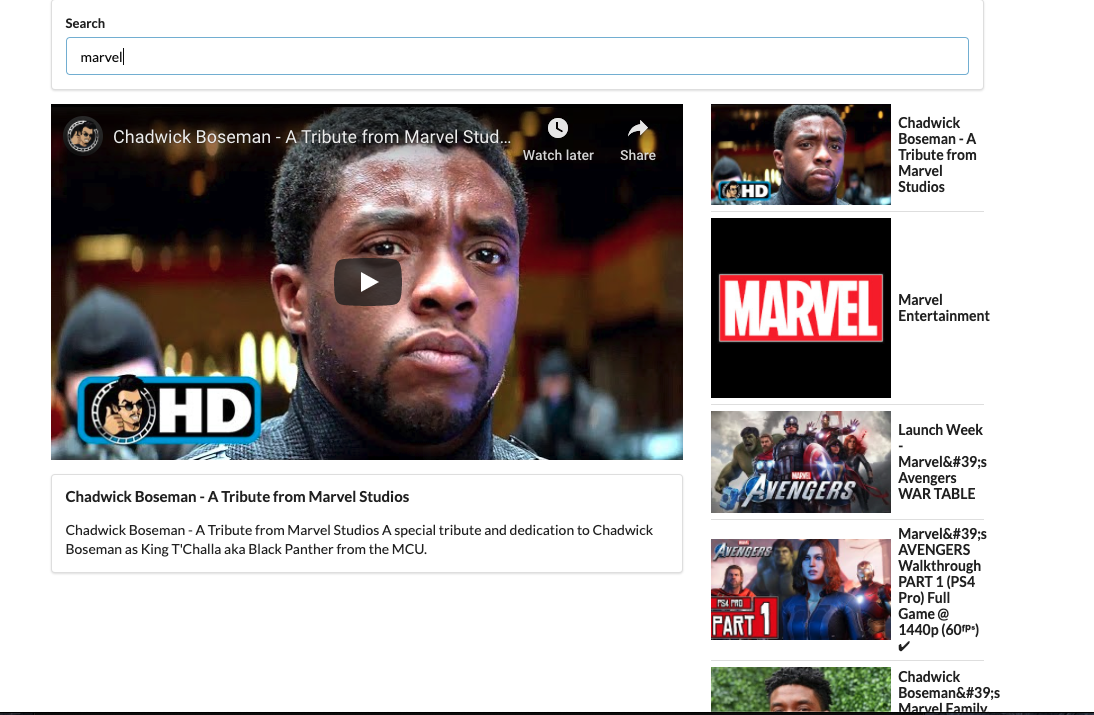 Search
marvel
Chadwick Boseman - A Tribute from Marvel Stud...
Watch later
Share
HD
Chadwick Boseman - A Tribute from Marvel Studios
Chadwick Boseman - A Tribute from Marvel Studios A special tribute and dedication to Chadwick
Boseman as King T'Challa aka Black Panther from the MCU.
HD
Chadwick
Boseman - A
Tribute from
Marvel
Studios
MARVEL
Marvel
Entertainment
MARVEL
AVENGERS
Launch Week
-
Marvel&#39;s
Avengers
WAR TABLE
AVENGERS
PS4 PRO
PART 1
Marvel&#39;s
AVENGERS
Walkthrough
PART 1 (PS4
Pro) Full
Game @
1440p (60ᶠᵖˢ)
✔
Chadwick
Boseman&#39;s
Marvel Family